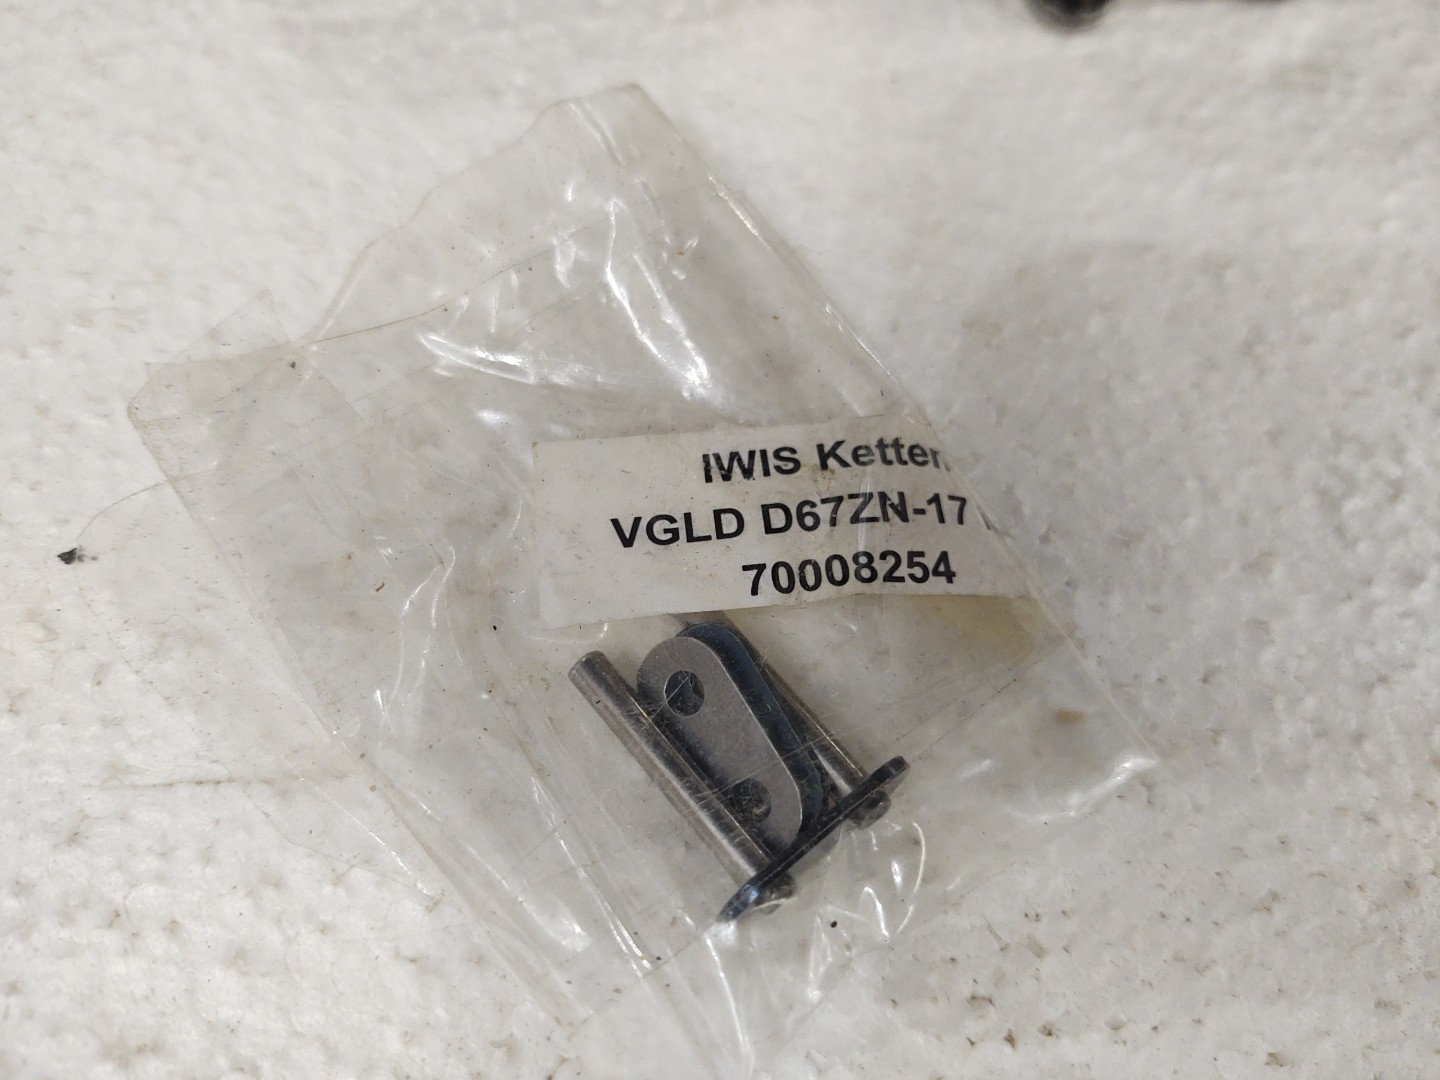 IWIS Ketten
VGLD D67ZN-17
70008254